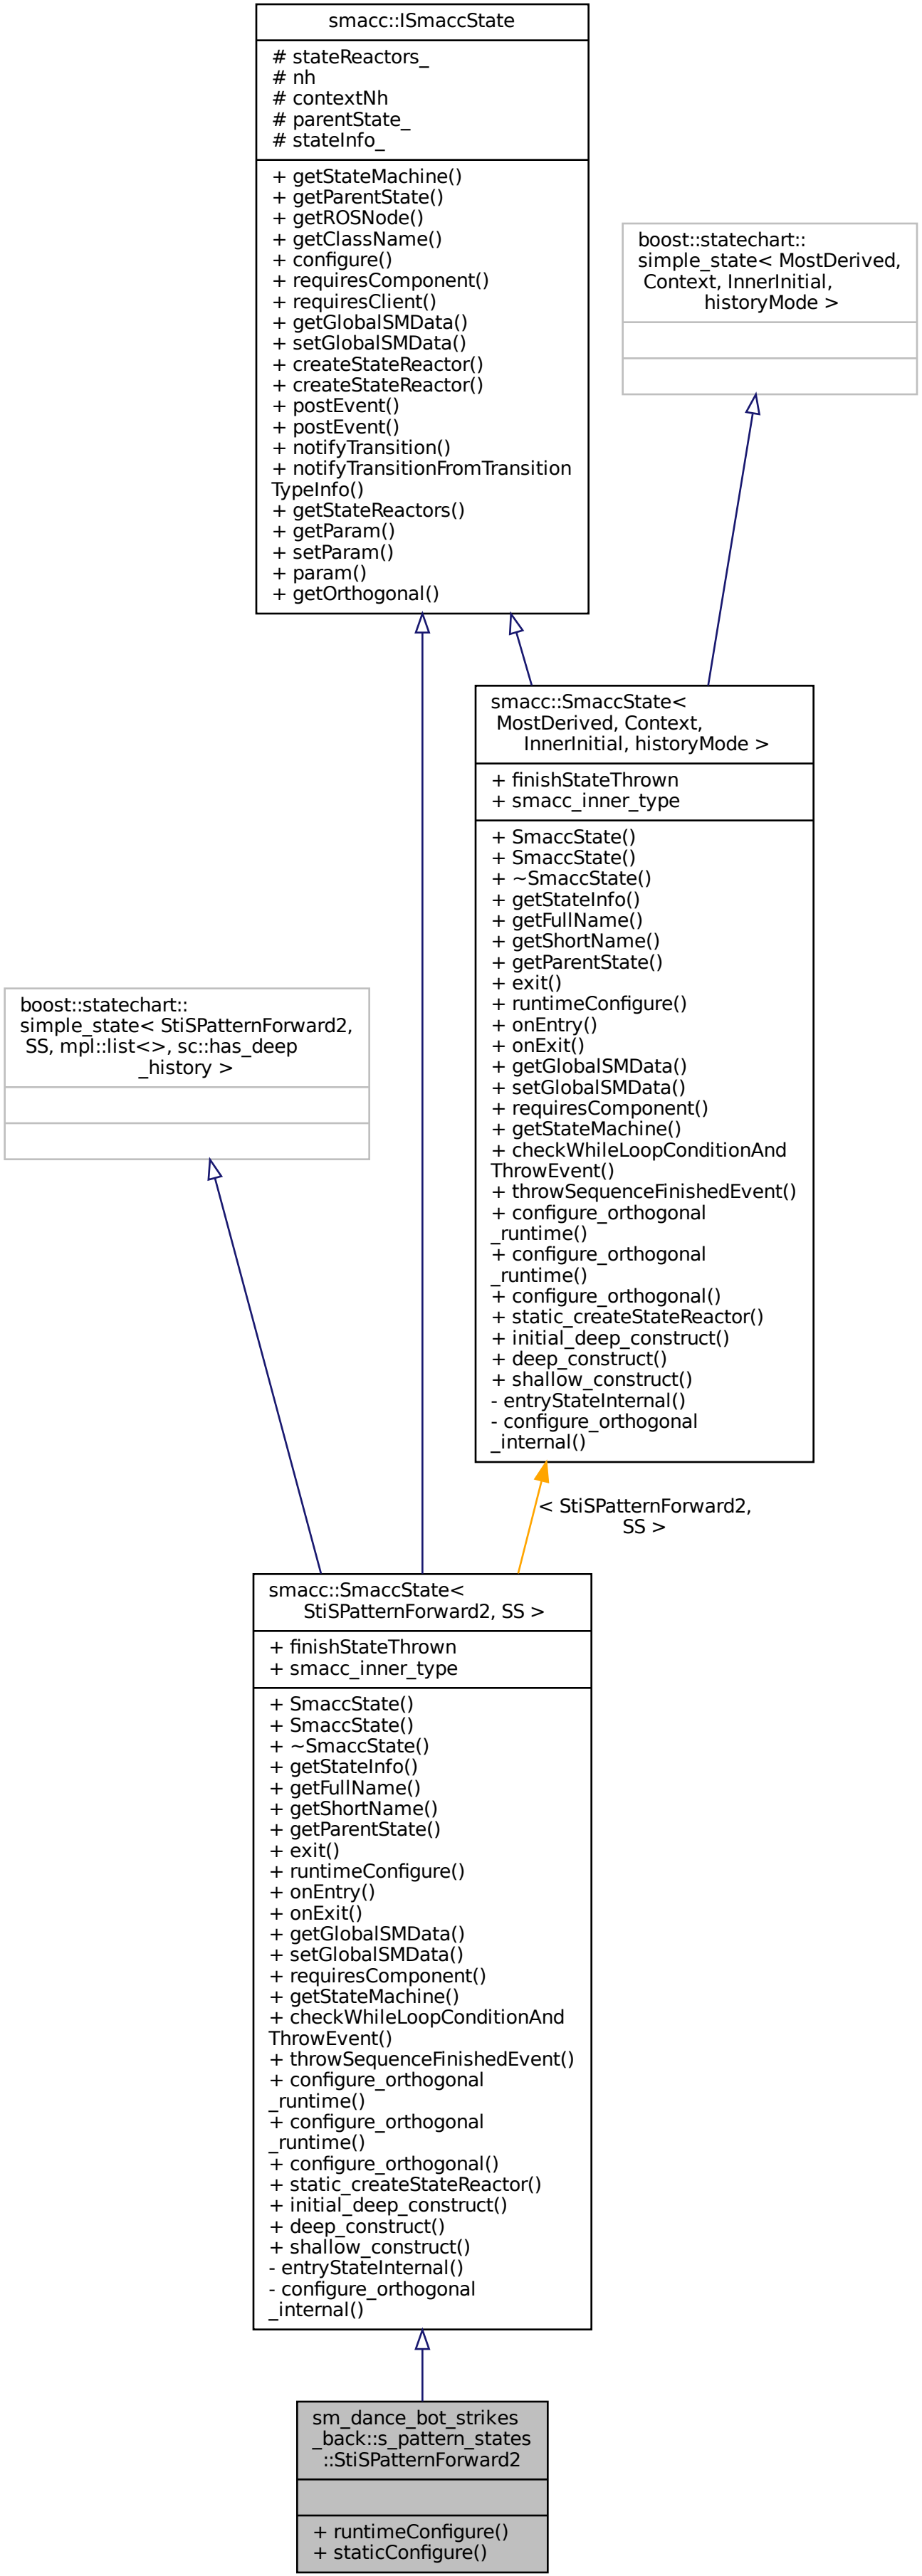 smacc::ISmaccState
# stateReactors_
# nh
# contextNh
# parentState_
# stateInfo_
+ getStateMachine()
+ getParentState()
+ getROSNode()
+ getClassName()
+ configure()
+ requiresComponent()
+ requiresClient()
+ getGlobalSMData()
+ setGlobalSMData()
+ createStateReactor()
+ createStateReactor()
+ postEvent()
+ postEvent()
+ notifyTransition()
+ notifyTransitionFromTransition
TypeInfo()
+ getStateReactors()
+ getParam()
+ setParam()
+ param()
+ getOrthogonal()
boost::statechart::
simple_state< MostDerived,
Context, InnerInitial,
historyMode >
smacc::SmaccState<
MostDerived, Context,
InnerInitial, historyMode >
+ finishStateThrown
+ smacc_inner_type
+ SmaccState()
+ SmaccState()
+ ~SmaccState()
+ getStateInfo()
+ getFullName()
+ getShortName()
+ getParentState()
+ exit()
+ runtimeConfigure()
+ onEntry()
+ onExit()
+ getGlobalSMData()
+ setGlobalSMData()
+ requiresComponent()
+ getStateMachine()
+ checkWhileLoopConditionAnd
ThrowEvent()
+ throwSequenceFinishedEvent()
+ configure_orthogonal
_runtime()
+ configure_orthogonal
_runtime()
+ configure_orthogonal()
+ static_createStateReactor()
+ initial_deep_construct()
+ deep_construct()
+ shallow_construct()
- entryStateInternal()
- configure_orthogonal
_internal()
boost::statechart::
simple_state< StiSPatternForward2,
SS, mpl::list<>, sc::has_deep
_history >
< StiSPatternForward2,
SS >
smacc::SmaccState<
StiSPatternForward2, SS >
+ finishStateThrown
+ smacc_inner_type
+ SmaccState()
+ SmaccState()
+ ~SmaccState()
+ getStateInfo()
+ getFullName()
+ getShortName()
+ getParentState()
+ exit()
+ runtimeConfigure()
+ onEntry()
+ onExit()
+ getGlobalSMData()
+ setGlobalSMData()
+ requiresComponent()
+ getStateMachine()
+ checkWhileLoopConditionAnd
ThrowEvent()
+ throwSequenceFinishedEvent()
+ configure_orthogonal
_runtime()
+ configure_orthogonal
_runtime()
+ configure_orthogonal()
+ static_createStateReactor()
+ initial_deep_construct()
+ deep_construct()
+ shallow_construct()
- entryStateInternal()
- configure_orthogonal
_internal()
sm_dance_bot_strikes
_back::s_pattern_states
::StiSPatternForward2
+ runtimeConfigure()
+ staticConfigure()